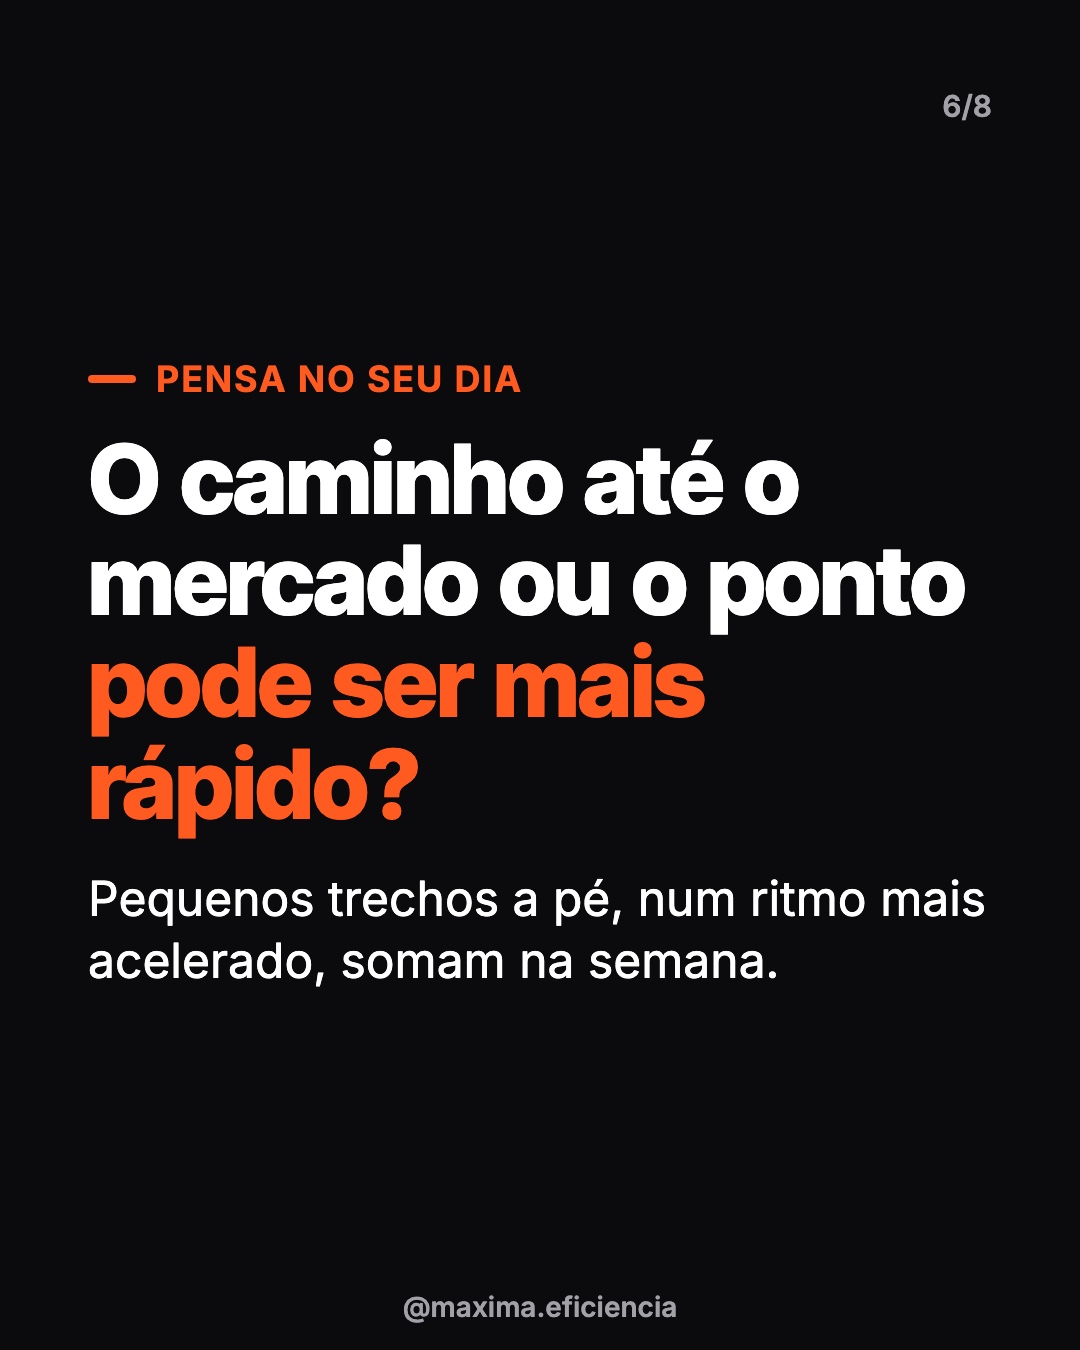 6/8
PENSA NO SEU DIA
O caminho até o
mercado ou o ponto
pode ser mais
rápido?
Pequenos trechos a pé, num ritmo mais
acelerado, somam na semana.
@maxima.eficiencia